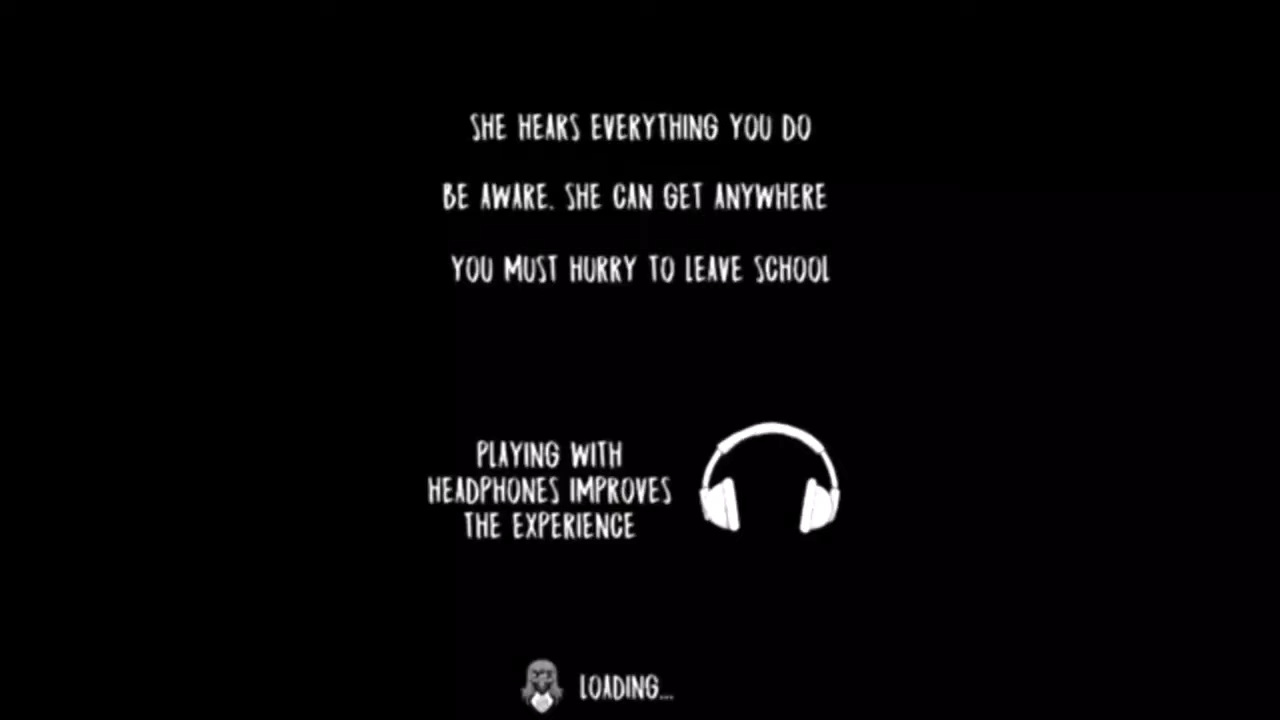 SHE HEARS EVERYTHING YOU DO
BE AWARE. SHE CAN GET ANYWHERE
YOU MUST HURRY TO LEAVE SCHOOL
PLAYING WITH
HEADPHONES IMPROVES
THE EXPERIENCE
LOADING...